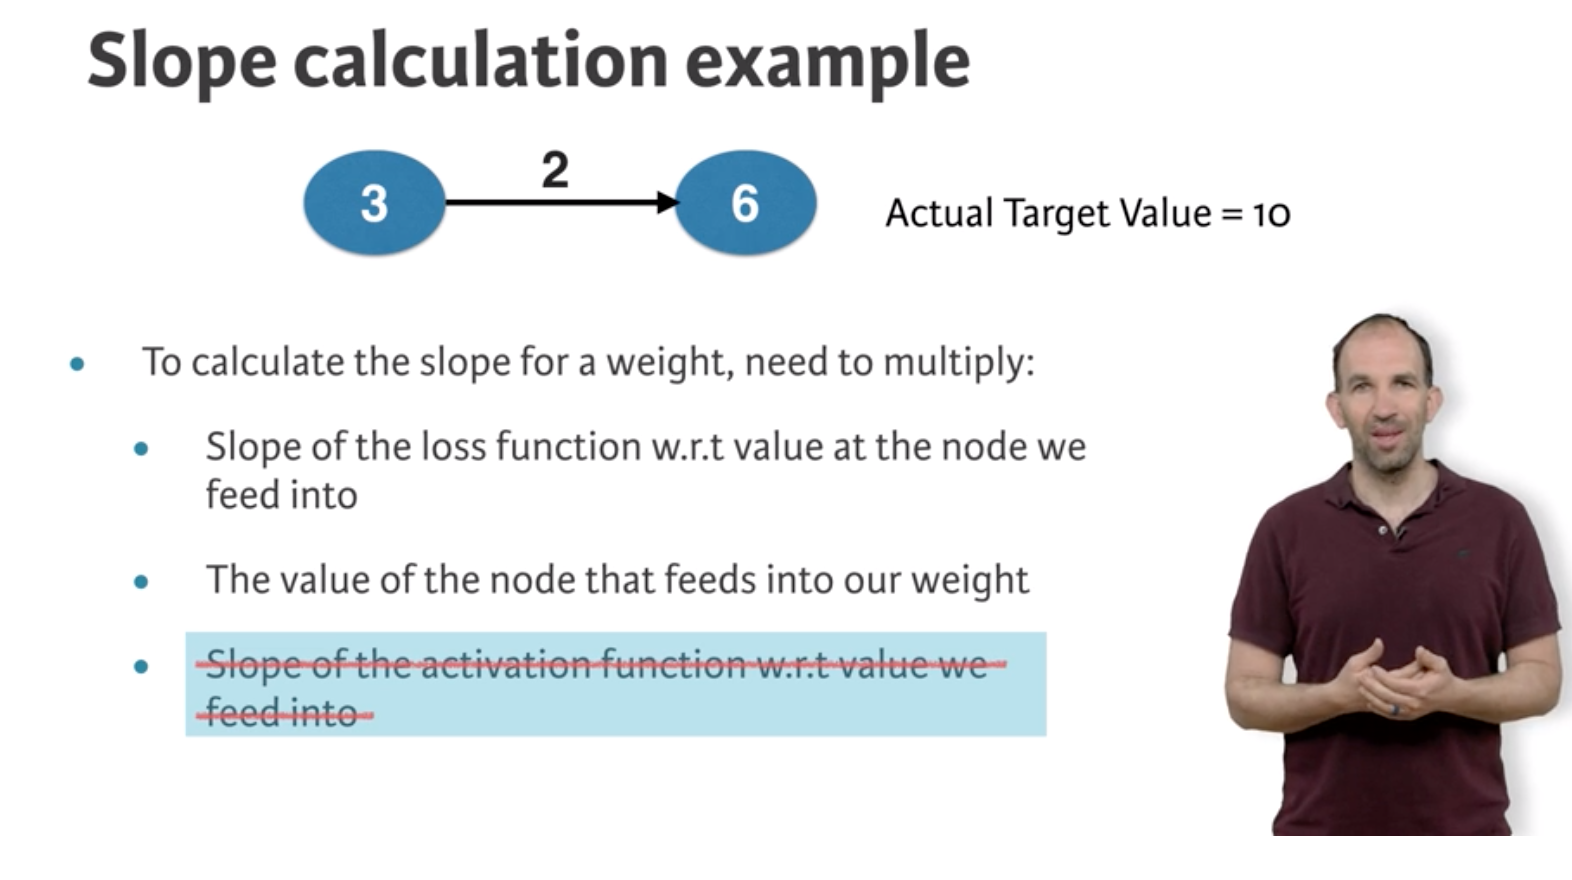 Slope calculation example
2
3
6
Actual Target Value = 10
To calculate the slope for a weight, need to multiply:
Slope of the loss function w.r.t value at the node we
feed into
The value of the node that feeds into our weight
Slope of the activation function w.r.t value we
feed into